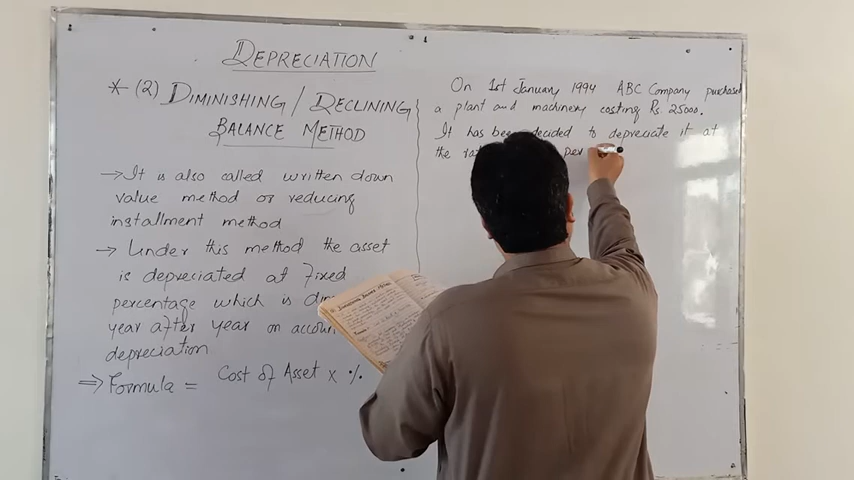 DEPRECIATION
* (2) DIMINISHING / DECLINING
BALANCE METHOD
→ It is also called written down
value method or reducing
installment method
→ Under this method the asset
is depreciated at fixed
percentage which is
year after year on accoun
depreciation
⇒ Formula = Cost of Asset x %
On 1st January 1994 ABC Company purchased
a plant and machinery costing Rs. 25000.
It has been decided to depreciate it at
the per